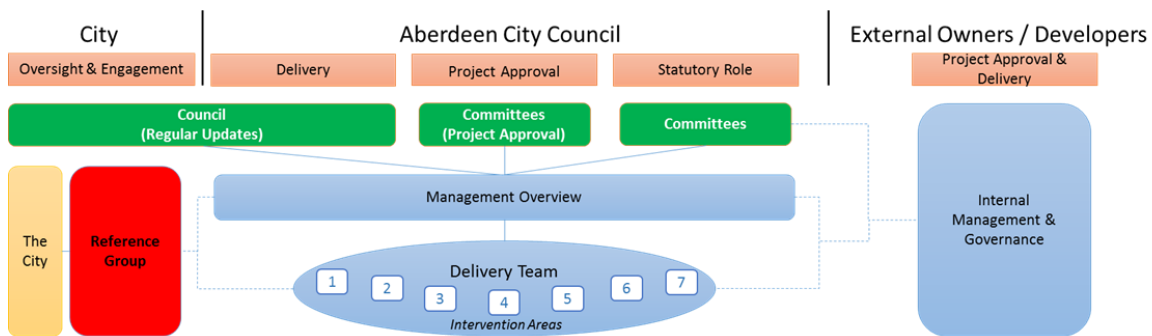 City
Aberdeen City Council
External Owners / Developers
Oversight & Engagement
Delivery
Project Approval
Statutory Role
Project Approval &
Delivery
Council
(Regular Updates)
Committees
(Project Approval)
Committees
Management Overview
The
City
Reference
Group
Internal
Management &
Governance
Delivery Team
1
2
3
4
5
6
7
Intervention Areas